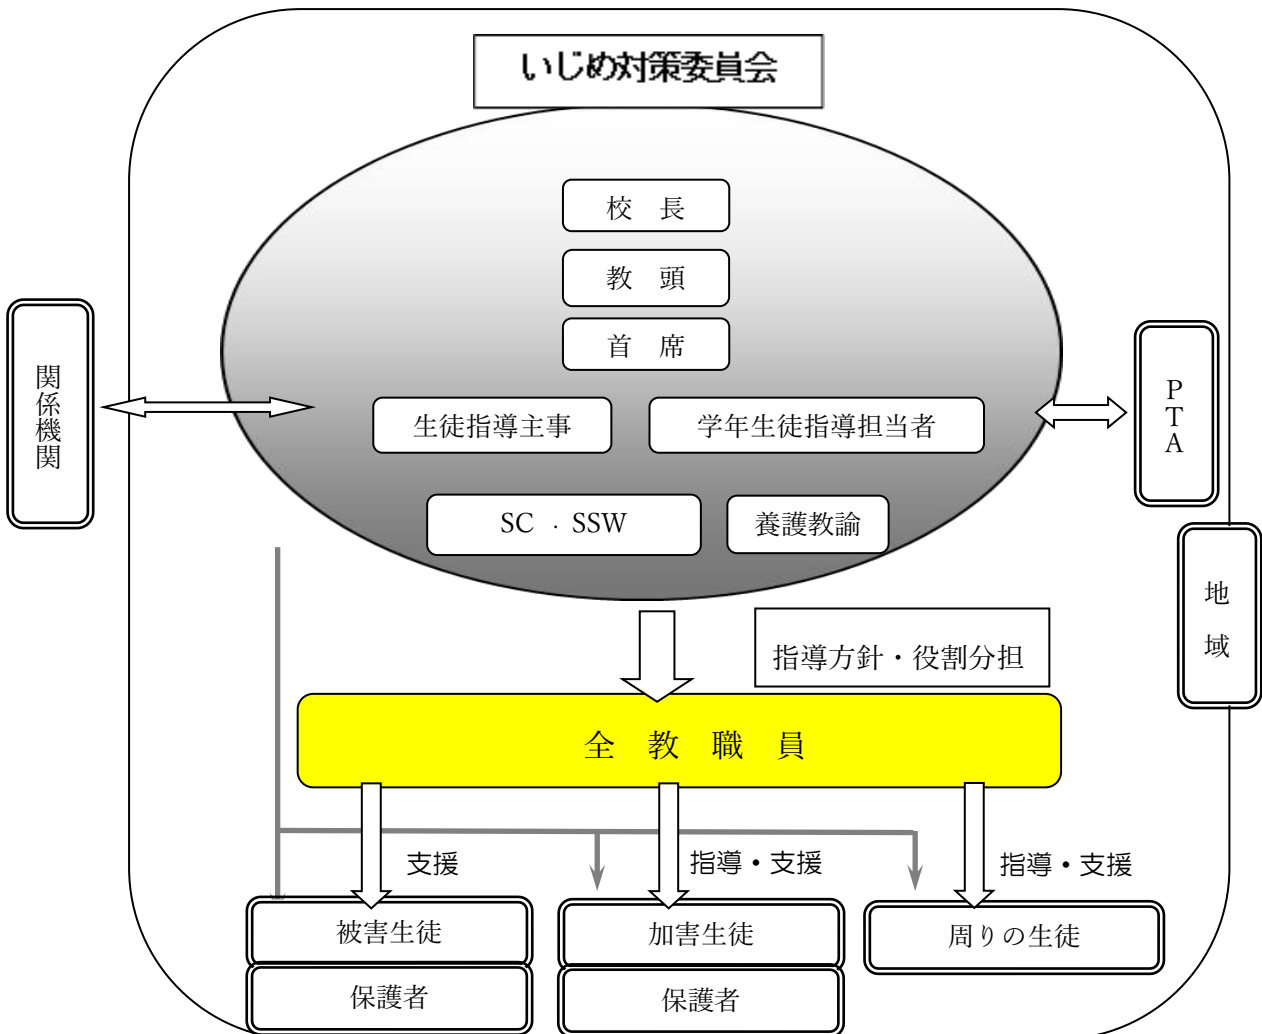 いじめ対策委員会
校　長
教　頭
首　席
関係機関
PTA
生徒指導主事
学年生徒指導担当者
SC ・ SSW
養護教諭
地域
指導方針・役割分担
全　教　職　員
支援
指導・支援
指導・支援
被害生徒
加害生徒
周りの生徒
保護者
保護者